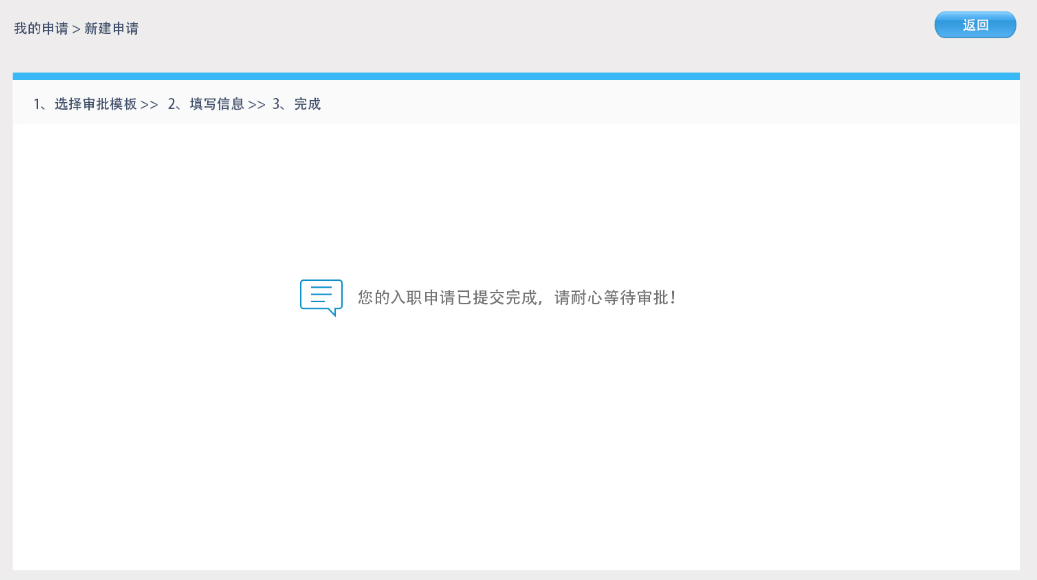 我的申请 > 新建申请
返回
1、选择审批模板 >> 2、填写信息 >> 3、完成
您的入职申请已提交完成，请耐心等待审批！